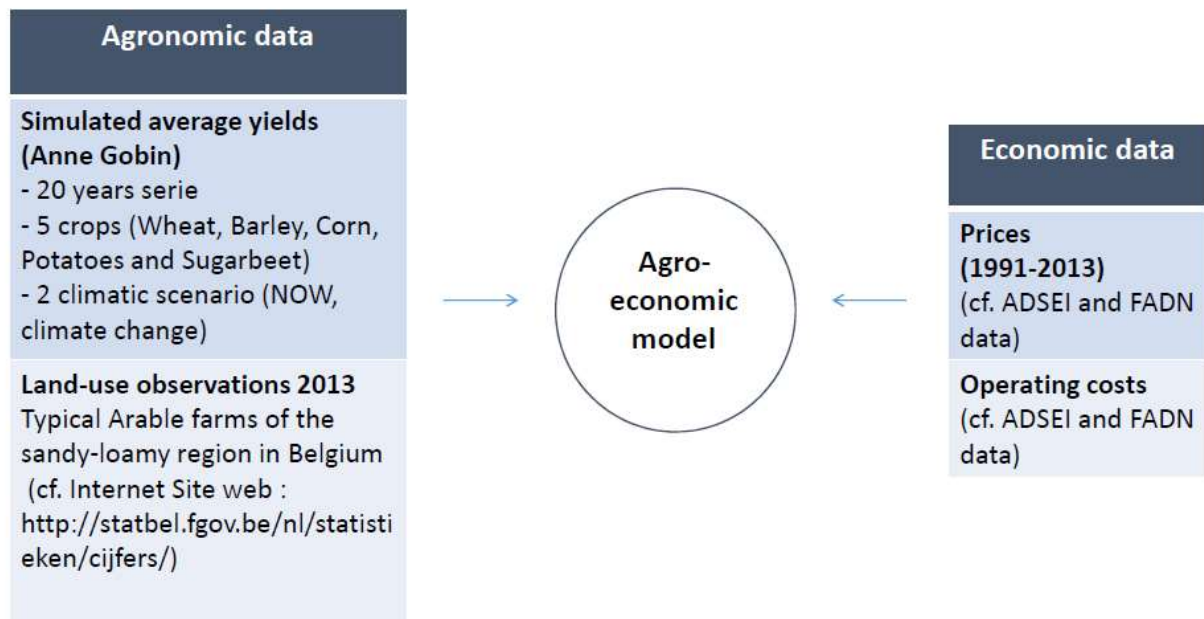 Agronomic data
Simulated average yields
(Anne Gobin)
- 20 years serie
- 5 crops (Wheat, Barley, Corn,
Potatoes and Sugarbeet)
- 2 climatic scenario (NOW,
climate change)
Land-use observations 2013
Typical Arable farms of the
sandy-loamy region in Belgium
(cf. Internet Site web :
http://statbel.fgov.be/nl/statisti
eken/cijfers/)
Agro-
economic
model
Economic data
Prices
(1991-2013)
(cf. ADSEI and FADN
data)
Operating costs
(cf. ADSEI and FADN
data)